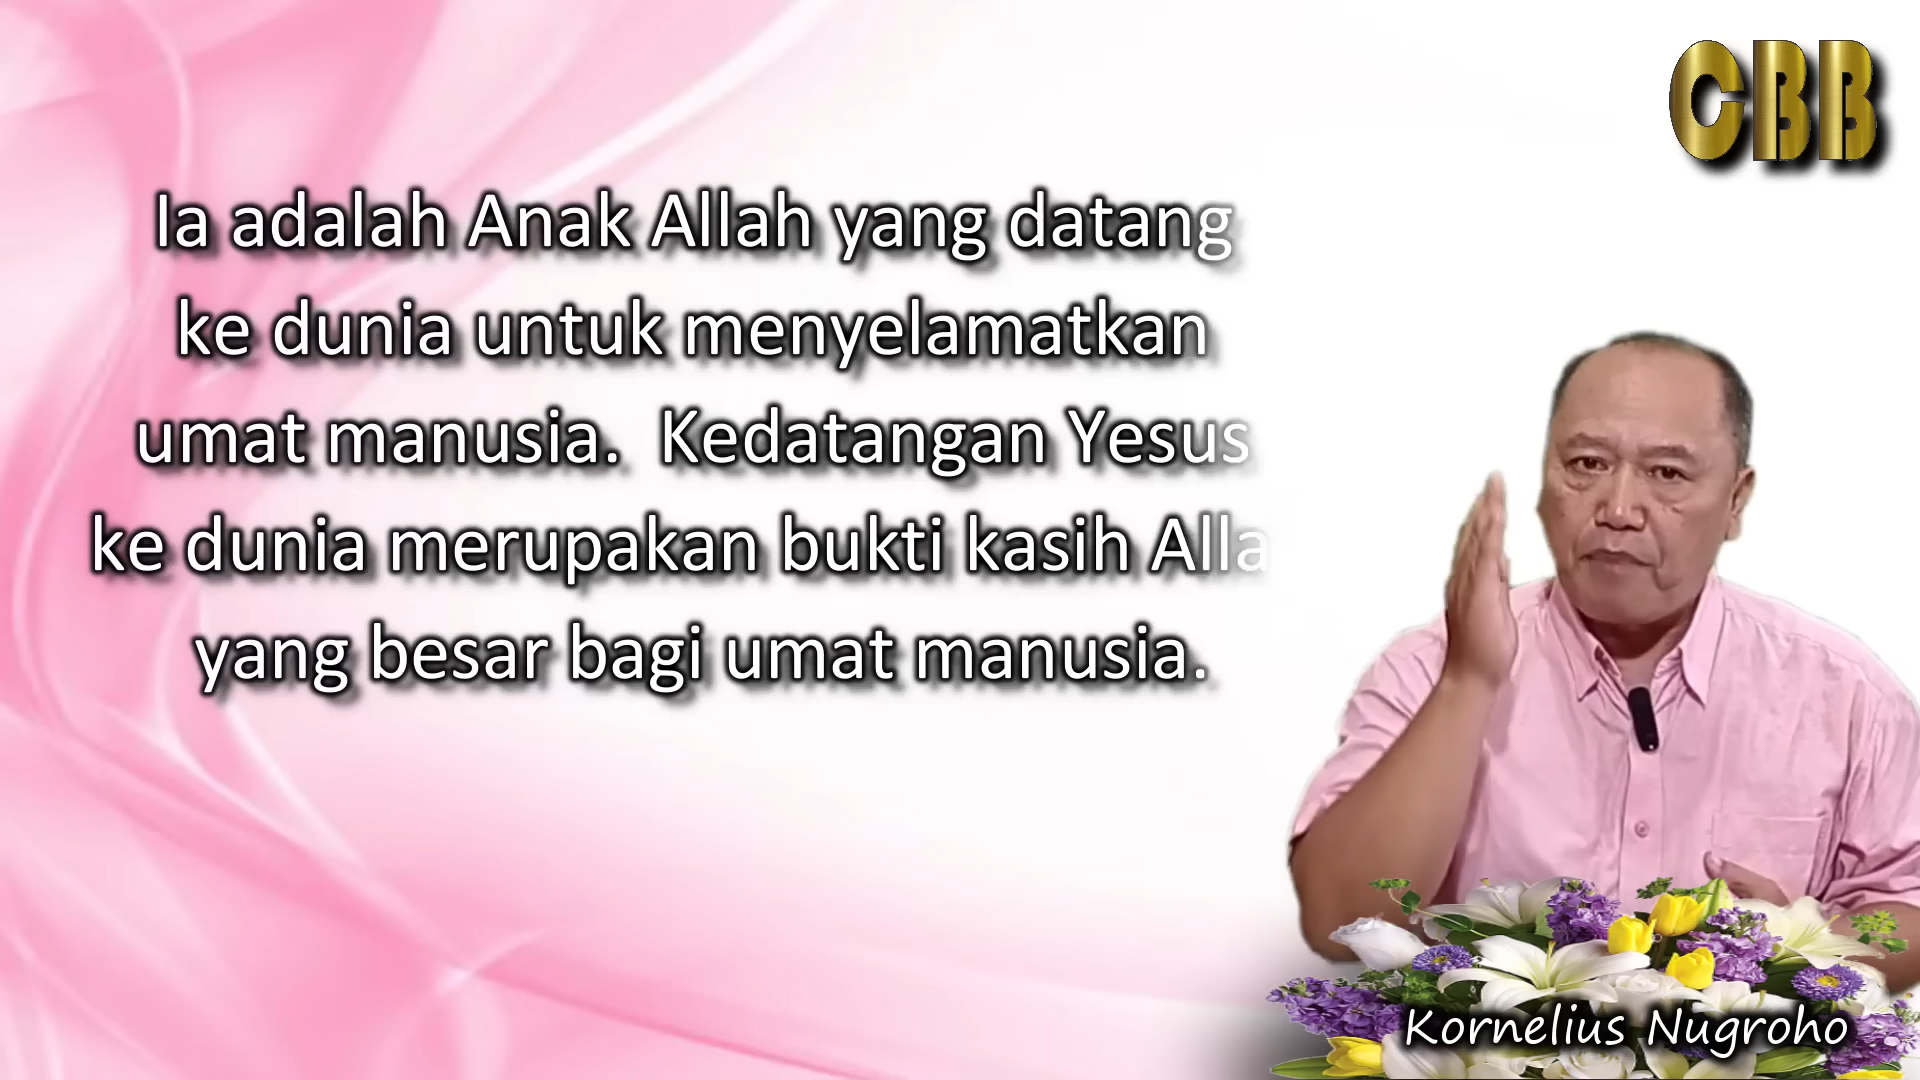 CBB
Ia adalah Anak Allah yang datang
ke dunia untuk menyelamatkan
umat manusia.  Kedatangan Yesus
ke dunia merupakan bukti kasih Alla
yang besar bagi umat manusia.
Kornelius Nugroho